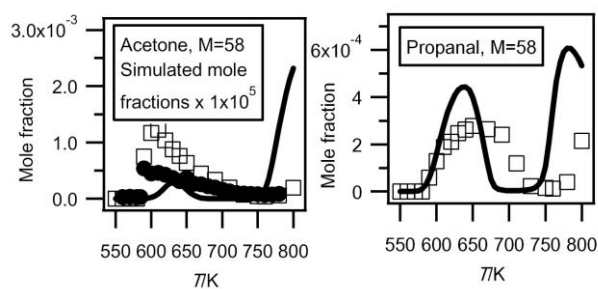 3.0x10⁻³
2.0
1.0
0.0
Mole fraction
Acetone, M=58
Simulated mole
fractions x 1x10⁵
550 600 650 700 750 800
T/K
6x10⁻⁴
4
2
0
Mole fraction
Propanal, M=58
550 600 650 700 750 800
T/K